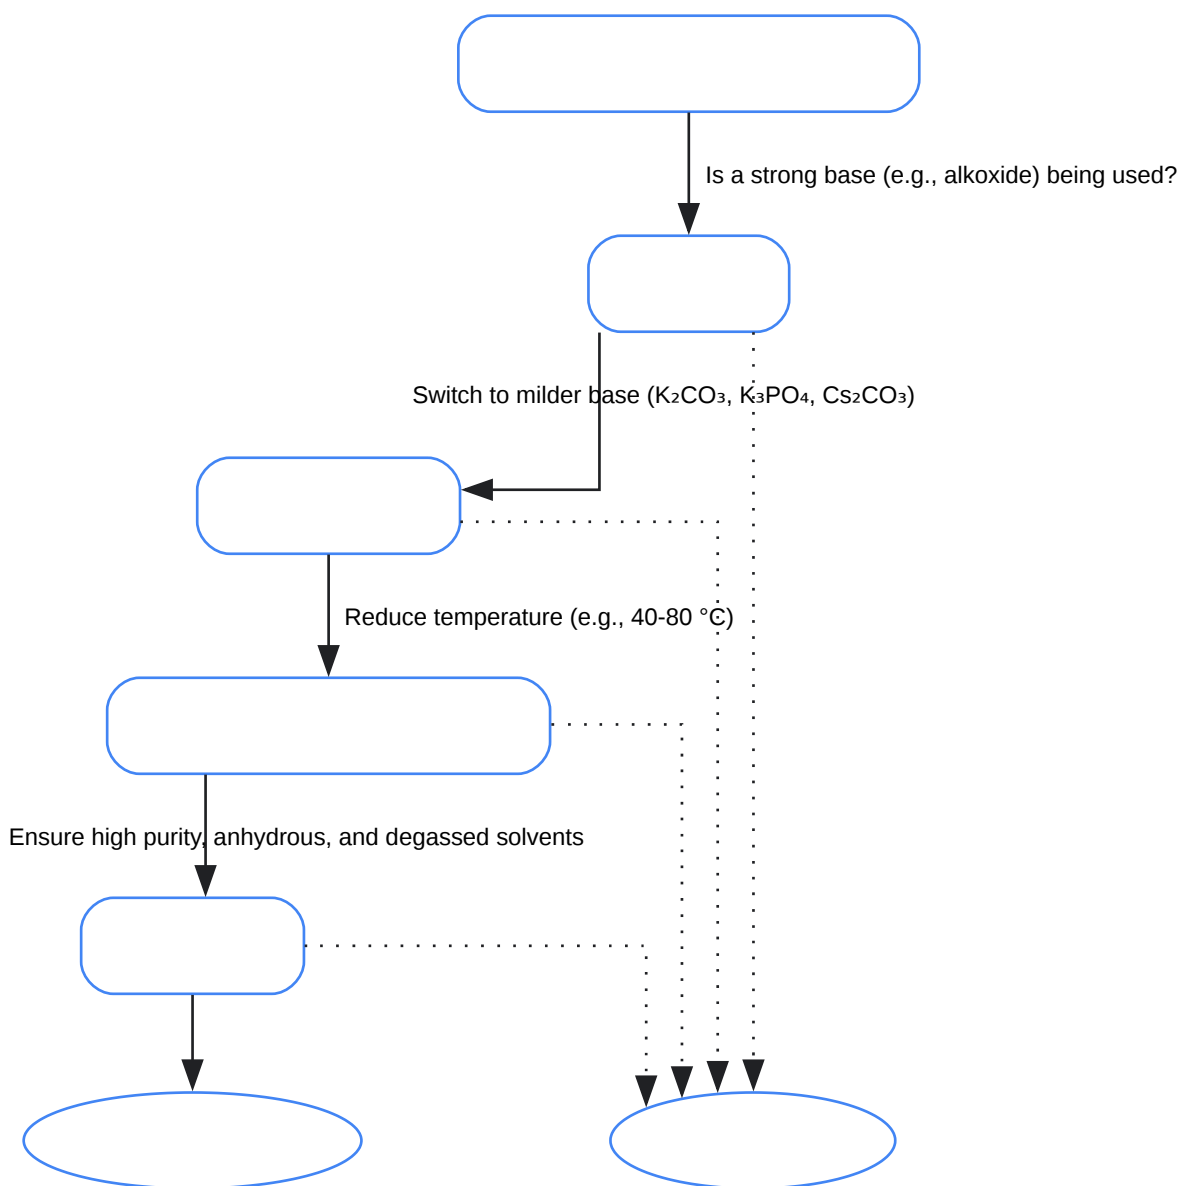 Is a strong base (e.g., alkoxide) being used?
Switch to milder base (K₂CO₃, K₃PO₄, Cs₂CO₃)
Reduce temperature (e.g., 40-80 °C)
Ensure high purity, anhydrous, and degassed solvents